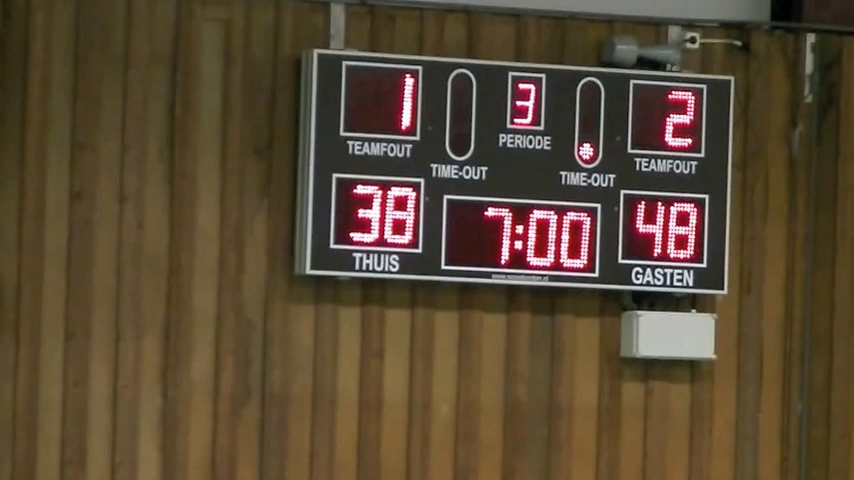 1 3 2
TEAMFOUT PERIODE TEAMFOUT
TIME-OUT TIME-OUT
38 7:00 48
THUIS GASTEN